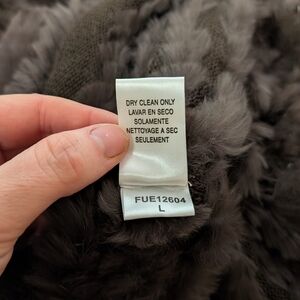 DRY CLEAN ONLY
LAVAR EN SECO
SOLAMENTE
NETTOYAGE A SEC
SEULEMENT
FUE12604
L